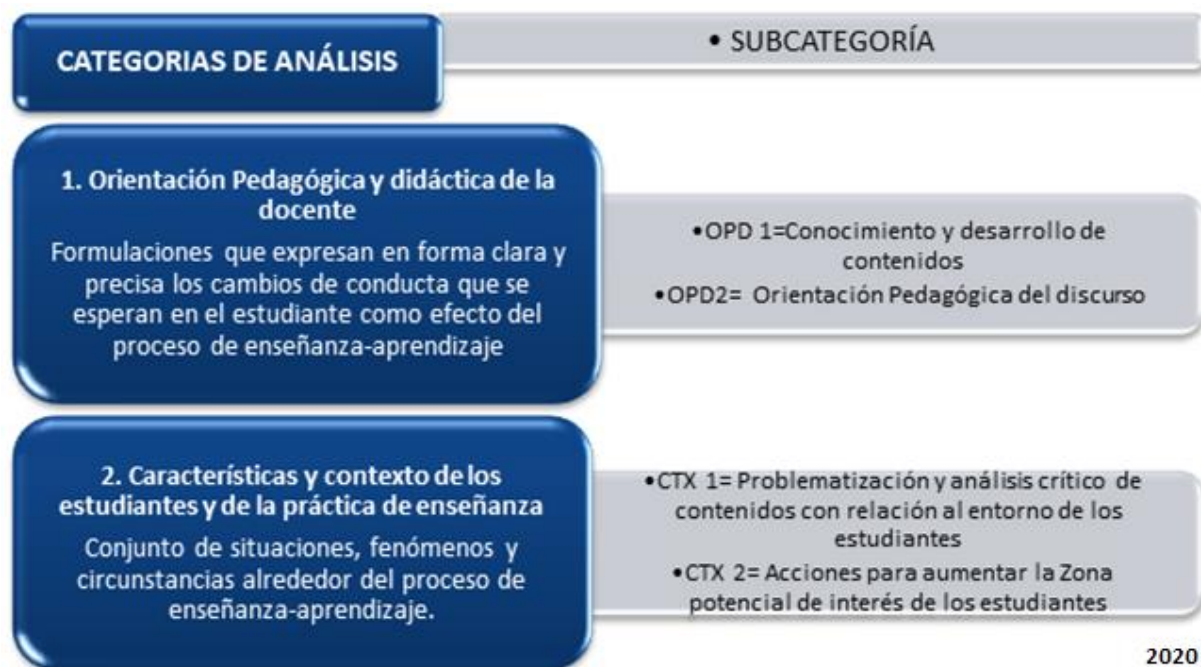 CATEGORIAS DE ANÁLISIS
• SUBCATEGORÍA
1. Orientación Pedagógica y didáctica de la
docente
Formulaciones que expresan en forma clara y
precisa los cambios de conducta que se
esperan en el estudiante como efecto del
proceso de enseñanza-aprendizaje
•OPD 1=Conocimiento y desarrollo de
contenidos
•OPD2= Orientación Pedagógica del discurso
2. Características y contexto de los
estudiantes y de la práctica de enseñanza
Conjunto de situaciones, fenómenos y
circunstancias alrededor del proceso de
enseñanza-aprendizaje.
•CTX 1= Problematización y análisis crítico de
contenidos con relación al entorno de los
estudiantes
•CTX 2= Acciones para aumentar la Zona
potencial de interés de los estudiantes
2020